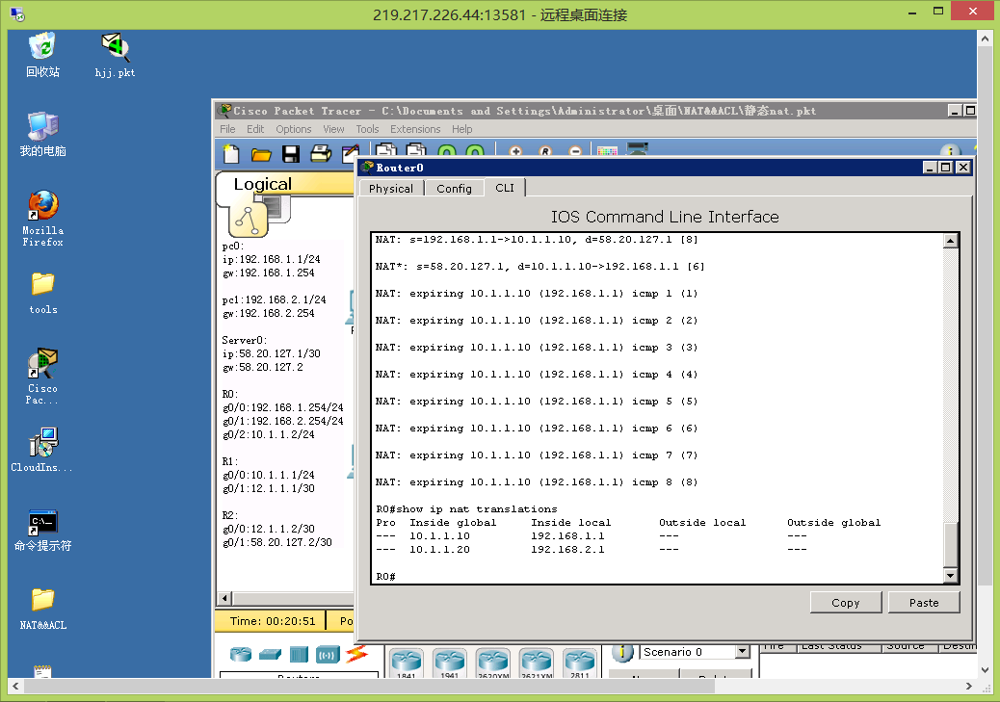 219.217.226.44:13581 - 远程桌面连接
回收站
hjj.pkt
我的电脑
Mozilla
Firefox
tools
Cisco
Pac...
CloudIns...
命令提示符
NAT&&ACL
Cisco Packet Tracer - C:\Documents and Settings\Administrator\桌面\NAT&&ACL\静态nat.pkt
File Edit Options View Tools Extensions Help
Logical
pc0:
ip:192.168.1.1/24
gw:192.168.1.254
pc1:192.168.2.1/24
gw:192.168.2.254
Server0:
ip:58.20.127.1/30
gw:58.20.127.2
R0:
g0/0:192.168.1.254/24
g0/1:192.168.2.254/24
g0/2:10.1.1.2/24
R1:
g0/0:10.1.1.1/24
g0/1:12.1.1.1/30
R2:
g0/0:12.1.1.2/30
g0/1:58.20.127.2/30
Router0
Physical Config CLI
IOS Command Line Interface
NAT: s=192.168.1.1->10.1.1.10, d=58.20.127.1 [8]
NAT*: s=58.20.127.1, d=10.1.1.10->192.168.1.1 [6]
NAT: expiring 10.1.1.10 (192.168.1.1) icmp 1 (1)
NAT: expiring 10.1.1.10 (192.168.1.1) icmp 2 (2)
NAT: expiring 10.1.1.10 (192.168.1.1) icmp 3 (3)
NAT: expiring 10.1.1.10 (192.168.1.1) icmp 4 (4)
NAT: expiring 10.1.1.10 (192.168.1.1) icmp 5 (5)
NAT: expiring 10.1.1.10 (192.168.1.1) icmp 6 (6)
NAT: expiring 10.1.1.10 (192.168.1.1) icmp 7 (7)
NAT: expiring 10.1.1.10 (192.168.1.1) icmp 8 (8)
R0#show ip nat translations
Pro Inside global Inside local Outside local Outside global
--- 10.1.1.10 192.168.1.1 --- ---
--- 10.1.1.20 192.168.2.1 --- ---
R0#
Copy Paste
Time: 00:20:51 Po
Scenario 0
Fire Last Status Source Destin
1841 1941 2620XM 2621XM 2811
Routers